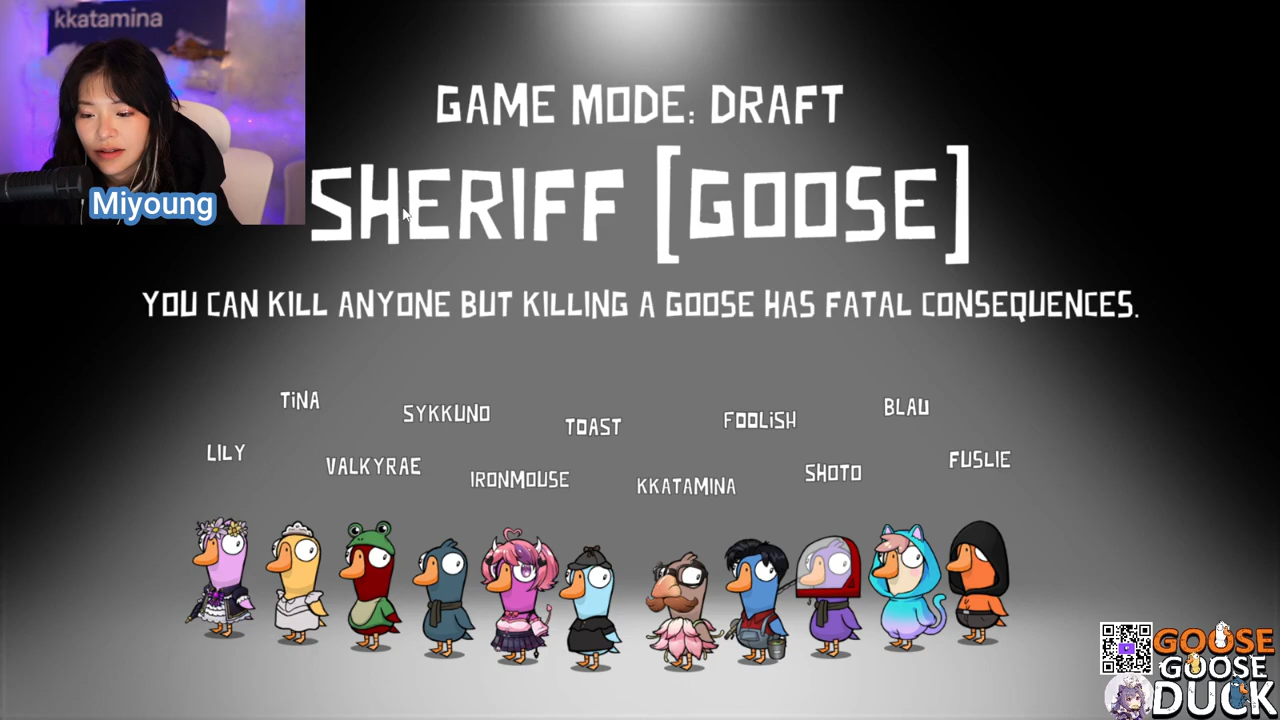 kkatamina
Miyoung
GAME MODE: DRAFT
SHERIFF [GOOSE]
YOU CAN KILL ANYONE BUT KILLING A GOOSE HAS FATAL CONSEQUENCES.
TiNA
SYKKUNO
TOAST
FOOLiSH
BLAU
LILY
VALKYRAE
IRONMOUSE
KKATAMINA
SHOTO
FUSLIE
GOOSE
GOOSE
DUCK